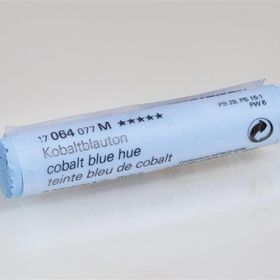 17 064 077 M ★★★★★
Kobaltblauton
cobalt blue hue
teinte bleu de cobalt
PB 29, PB 15:1
PW 6